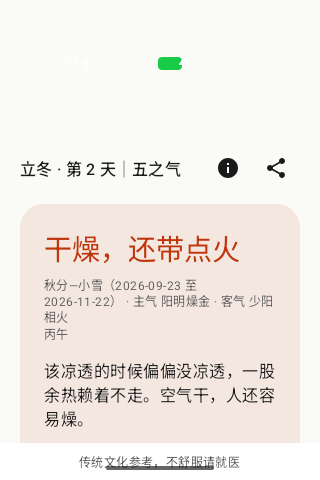 立冬 · 第 2 天｜五之气
干燥，还带点火
秋分—小雪（2026-09-23 至
2026-11-22） · 主气 阳明燥金 · 客气 少阳
相火
丙午
该凉透的时候偏偏没凉透，一股
余热赖着不走。空气干，人还容
易燥。
传统文化参考，不舒服请就医